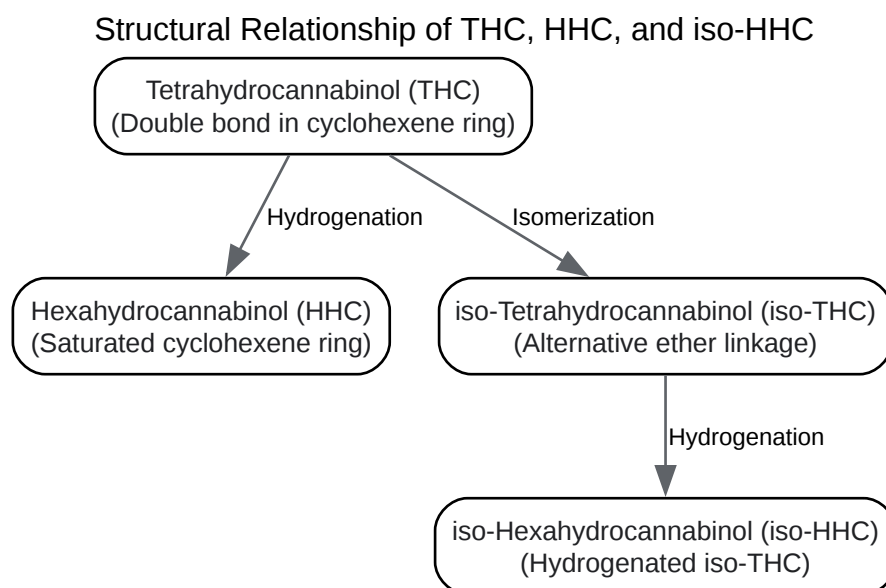 Structural Relationship of THC, HHC, and iso-HHC
Tetrahydrocannabinol (THC)
(Double bond in cyclohexene ring)
Hydrogenation
Isomerization
Hexahydrocannabinol (HHC)
(Saturated cyclohexene ring)
iso-Tetrahydrocannabinol (iso-THC)
(Alternative ether linkage)
Hydrogenation
iso-Hexahydrocannabinol (iso-HHC)
(Hydrogenated iso-THC)